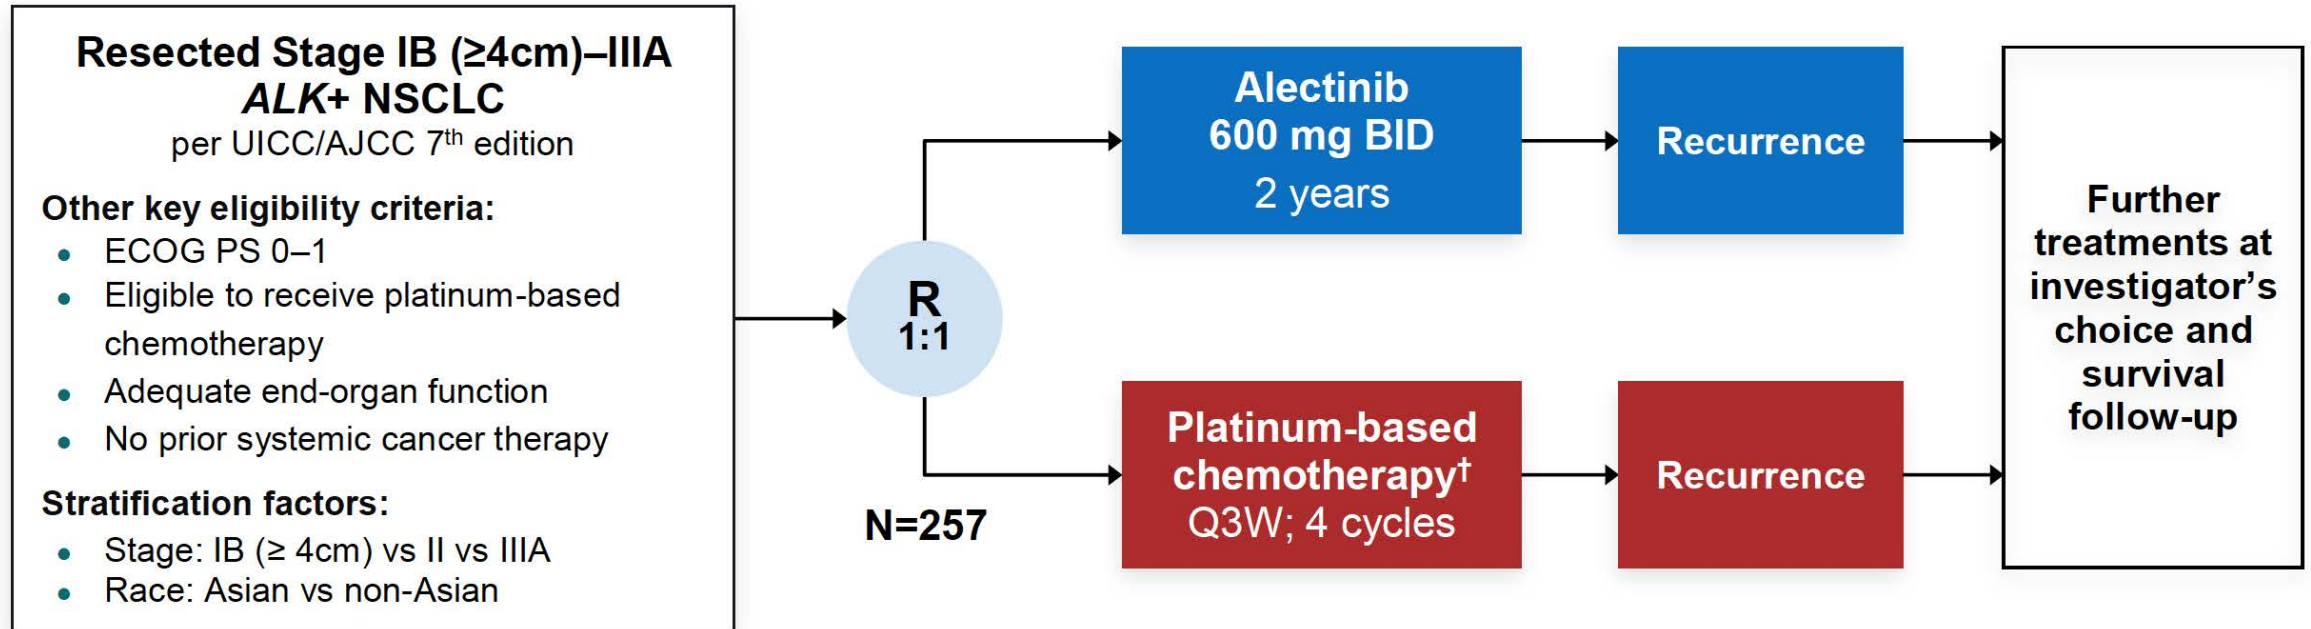 Resected Stage IB (≥4cm)–IIIA
ALK+ NSCLC
per UICC/AJCC 7th edition
Other key eligibility criteria:
• ECOG PS 0–1
• Eligible to receive platinum-based
chemotherapy
• Adequate end-organ function
• No prior systemic cancer therapy
Stratification factors:
• Stage: IB (≥ 4cm) vs II vs IIIA
• Race: Asian vs non-Asian
R
1:1
N=257
Alectinib
600 mg BID
2 years
Recurrence
Platinum-based
chemotherapy†
Q3W; 4 cycles
Recurrence
Further
treatments at
investigator’s
choice and
survival
follow-up